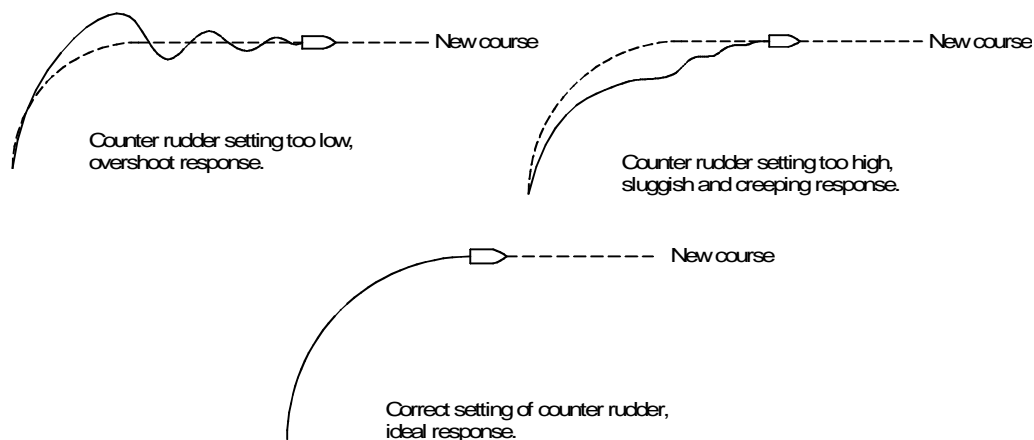 New course
Counter rudder setting too low,
overshoot response.
New course
Counter rudder setting too high,
sluggish and creeping response.
New course
Correct setting of counter rudder,
ideal response.